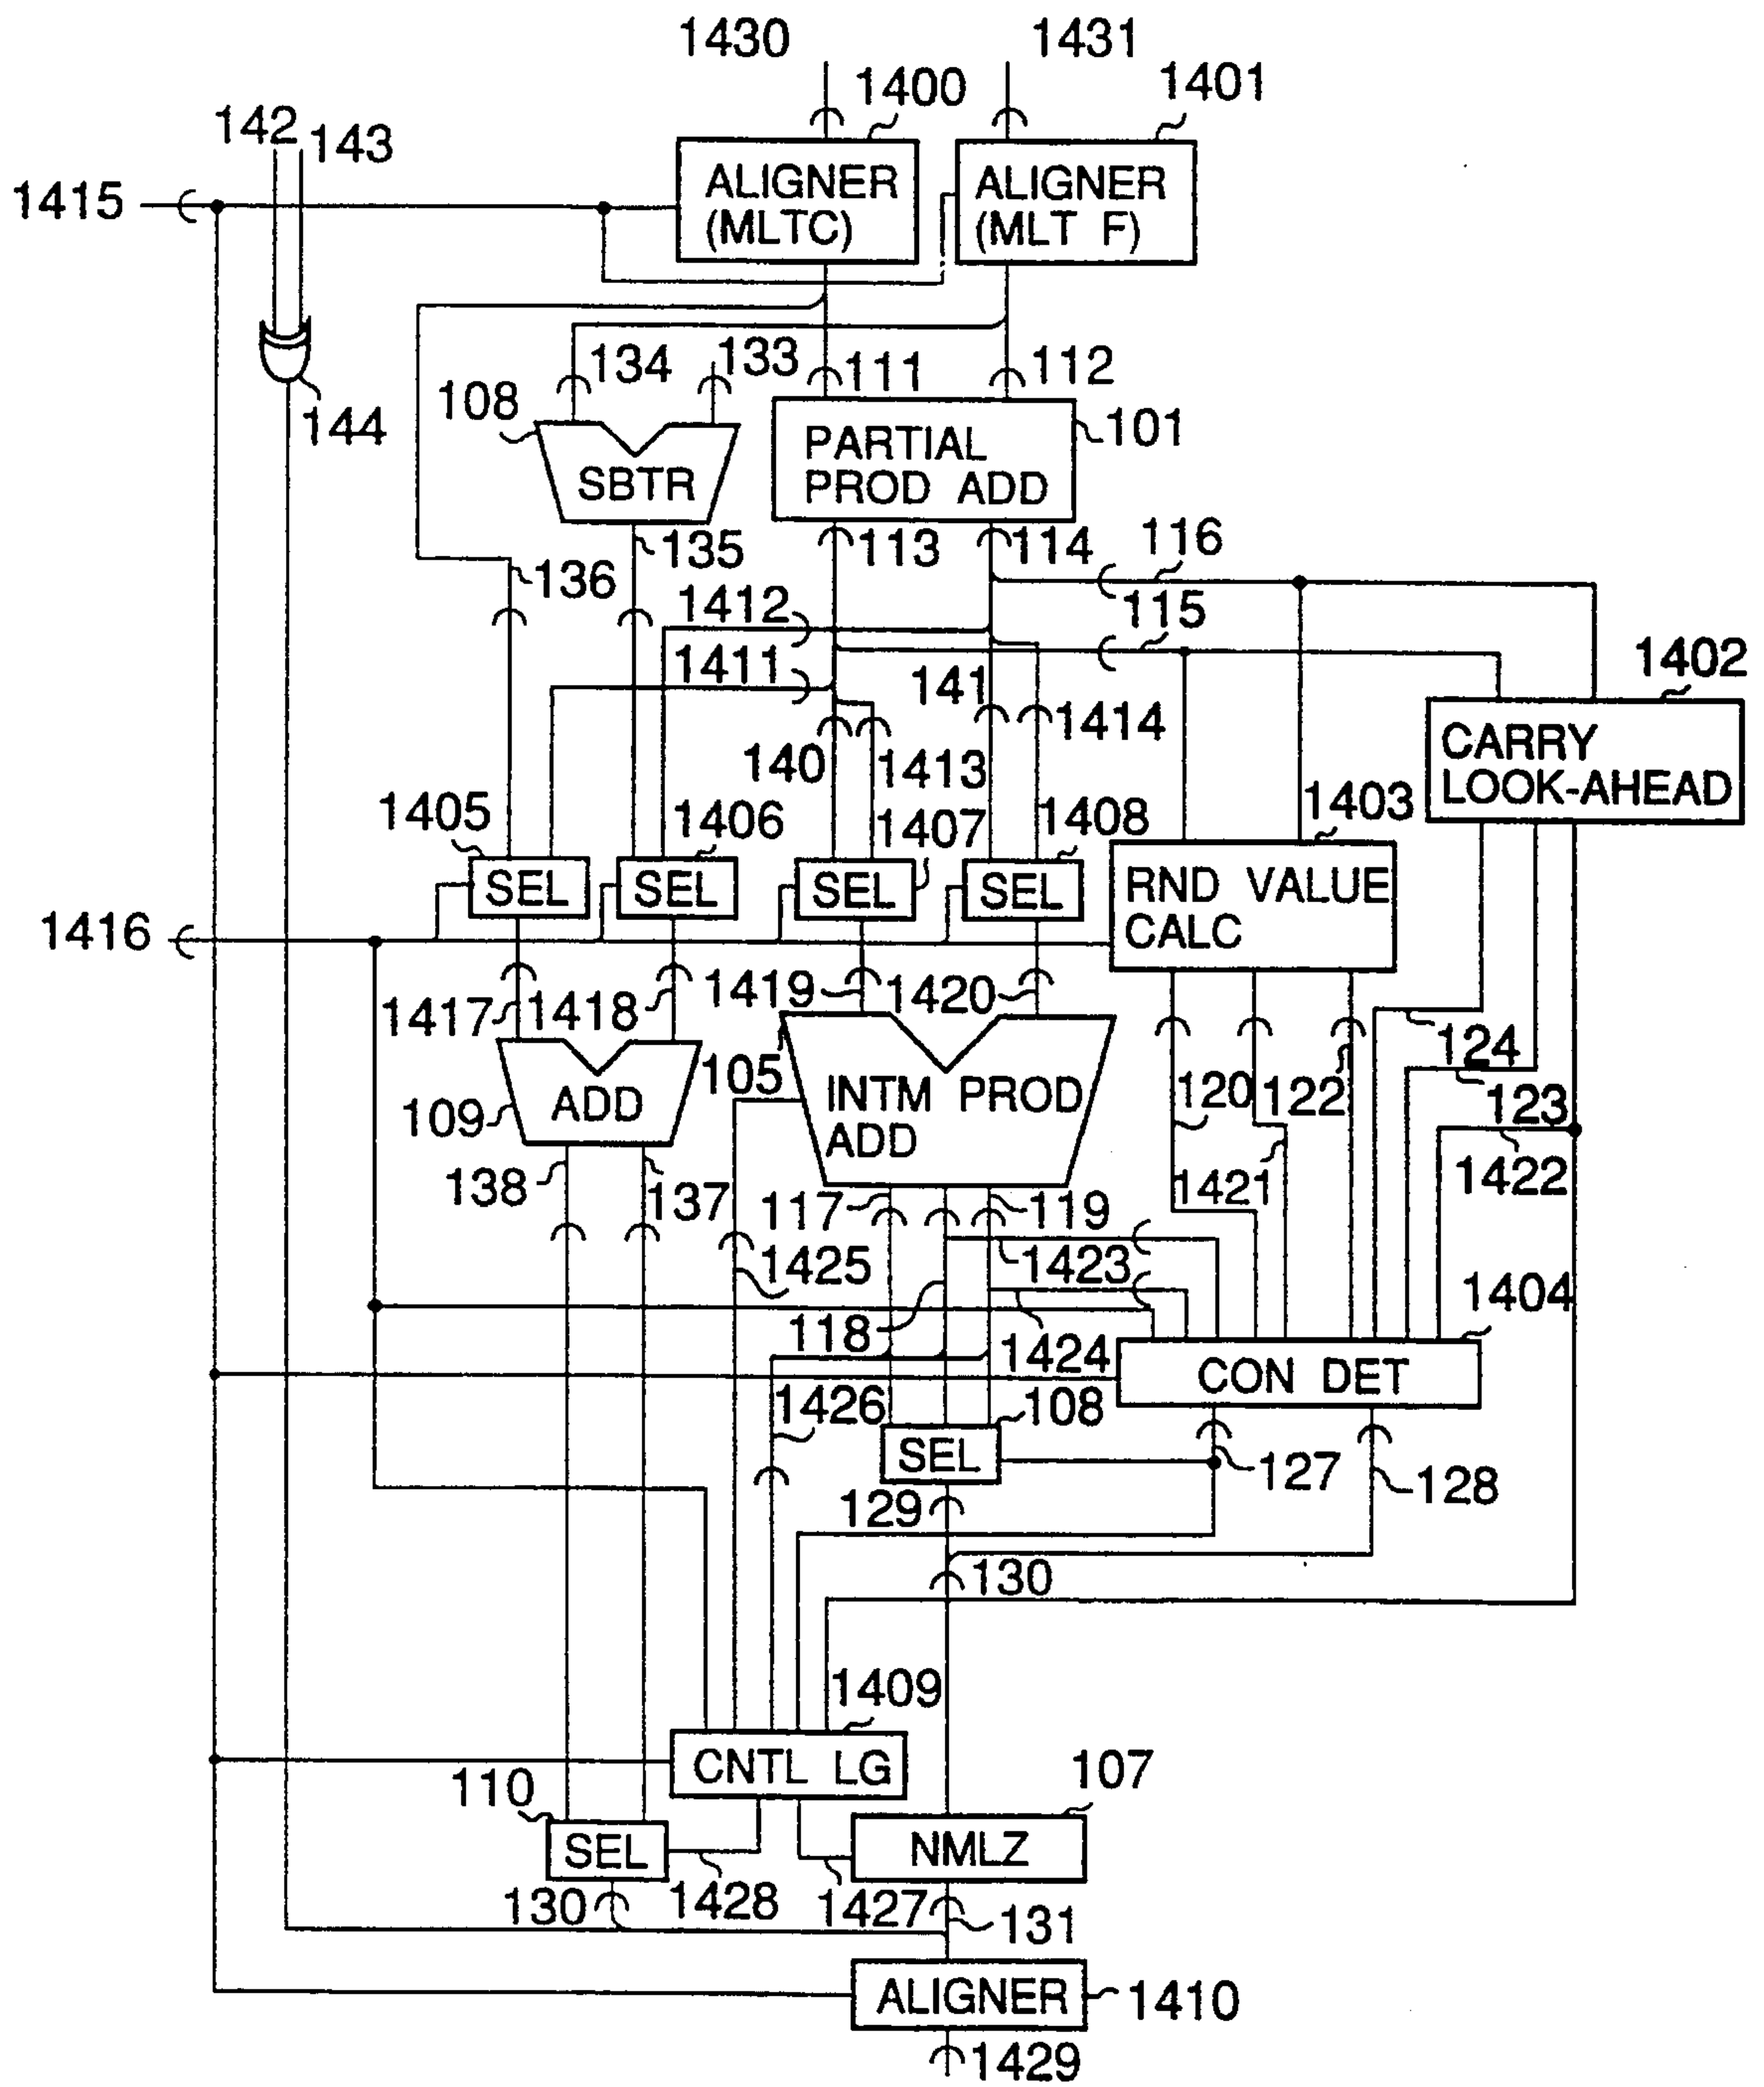 1430
1431
1400
1401
142
143
1415
ALIGNER
(MLTC)
ALIGNER
(MLT F)
134
133
111
112
108
144
101
PARTIAL
PROD ADD
SBTR
135
113
114
116
136
1412
115
1411
141
1402
1414
140
1413
CARRY
LOOK-AHEAD
1405
1406
1407
1408
1403
SEL
SEL
SEL
SEL
RND VALUE
CALC
1416
1417
1418
1419
1420
124
105
120
122
INTM PROD
ADD
ADD
109
123
138
137
117
119
1421
1422
1425
1423
1404
118
1424
CON DET
1426
108
SEL
127
128
129
130
1409
CNTL LG
107
110
SEL
NMLZ
130
1428
1427
131
ALIGNER
1410
1429